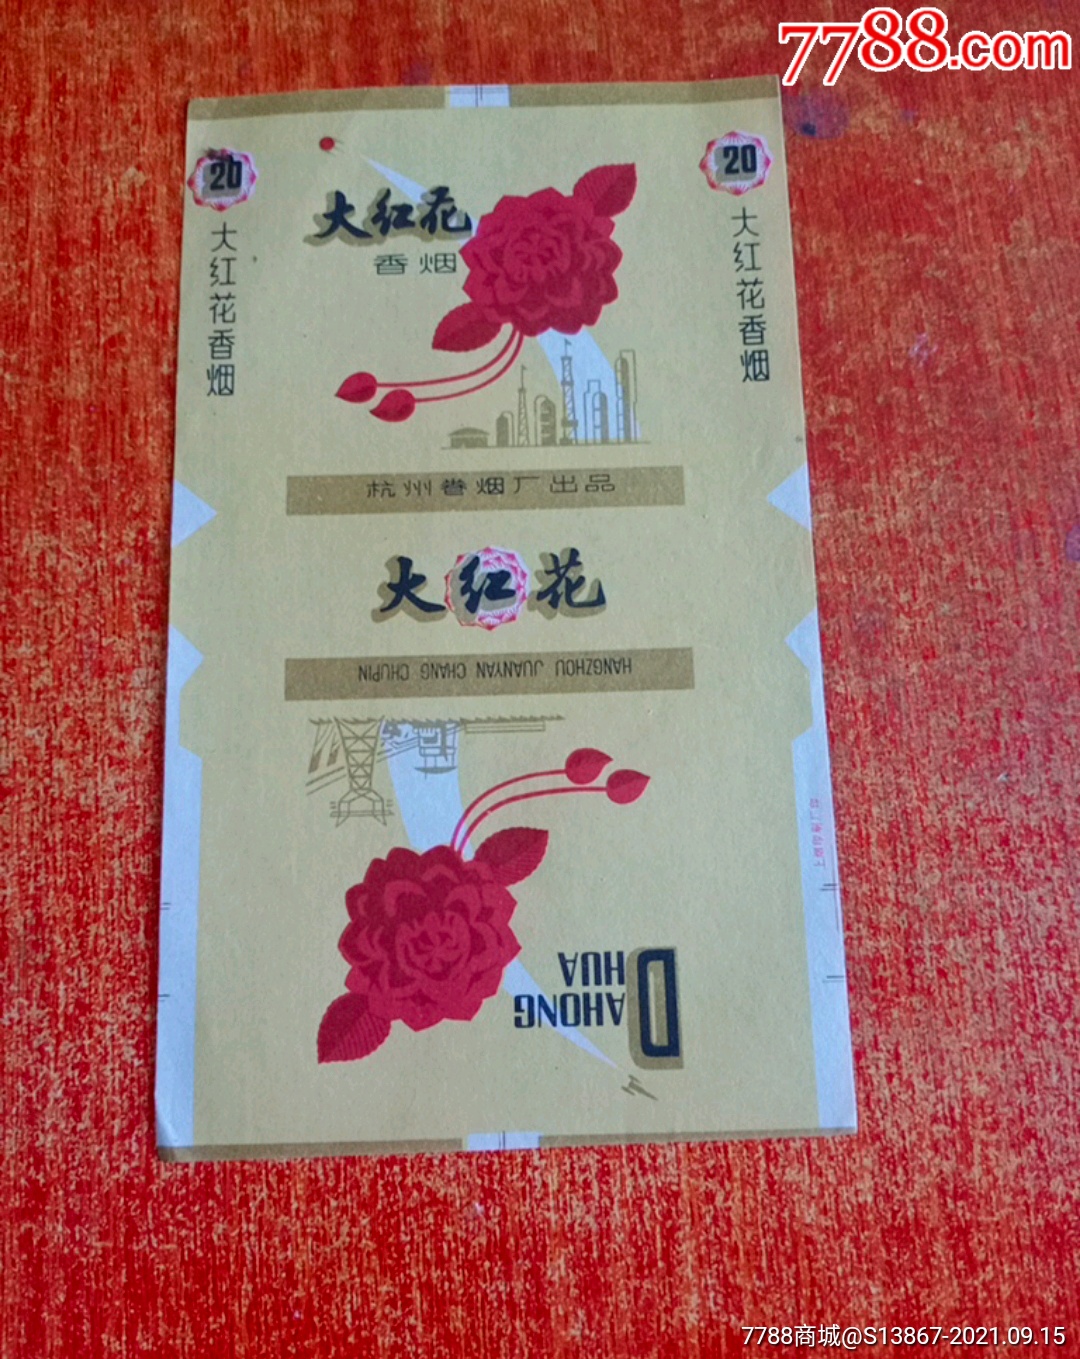 7788.com
20
大红花香烟
大红花
香烟
20
大红花香烟
杭州卷烟厂出品
大红花
HANGZHOU JUANYAN CHANG CHUPIN
DAHONG
HUA
7788商城@S13867-2021.09.15